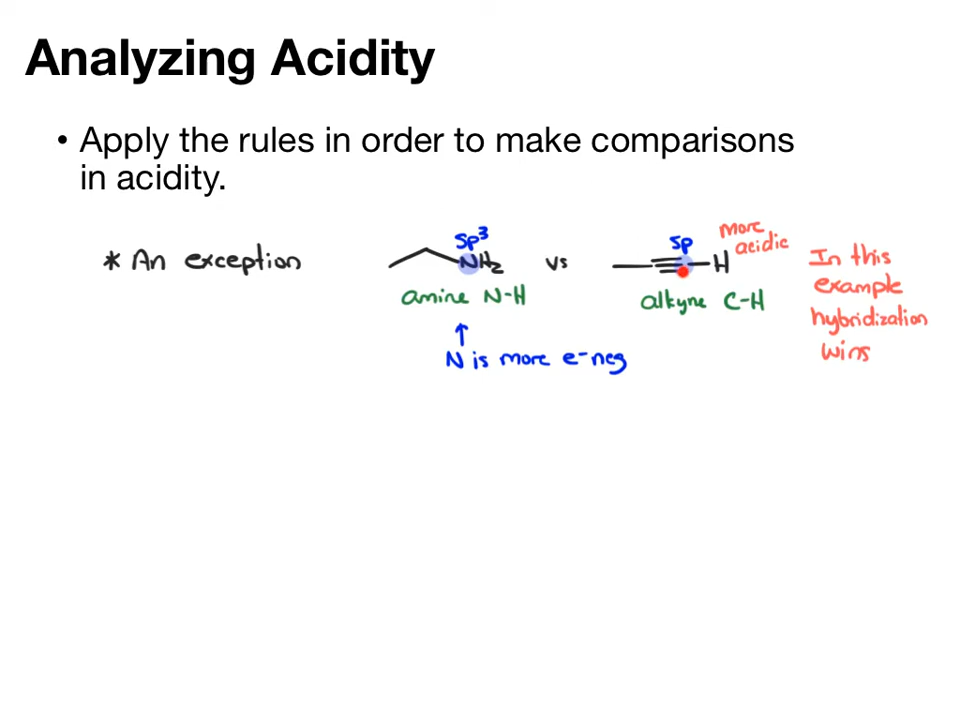 Analyzing Acidity
• Apply the rules in order to make comparisons
in acidity.
* An exception
sp³
NH₂
amine N-H
↑
N is more e-neg
vs
sp
H
alkyne C-H
more
acidic
In this
example
hybridization
wins